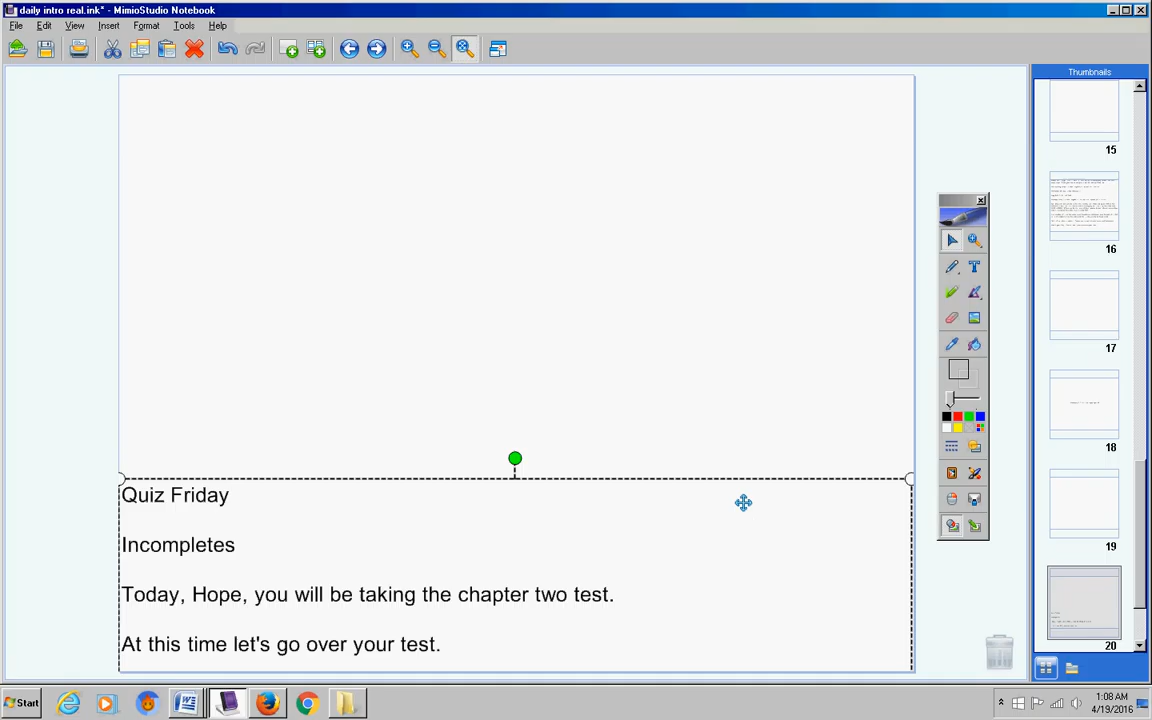 daily intro real.ink* - MimioStudio Notebook
File Edit View Insert Format Tools Help
Thumbnails
15
16
17
18
19
20
Quiz Friday
Incompletes
Today, Hope, you will be taking the chapter two test.
At this time let's go over your test.
Start
1:08 AM
4/19/2016